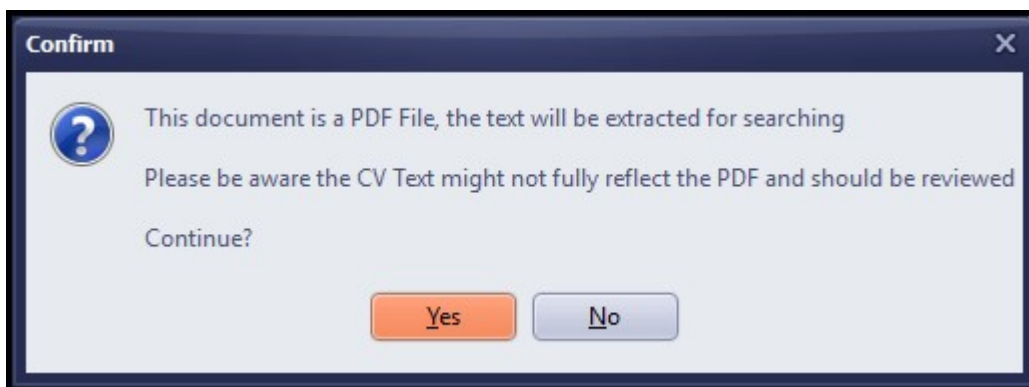 Confirm
This document is a PDF File, the text will be extracted for searching
Please be aware the CV Text might not fully reflect the PDF and should be reviewed
Continue?
Yes
No